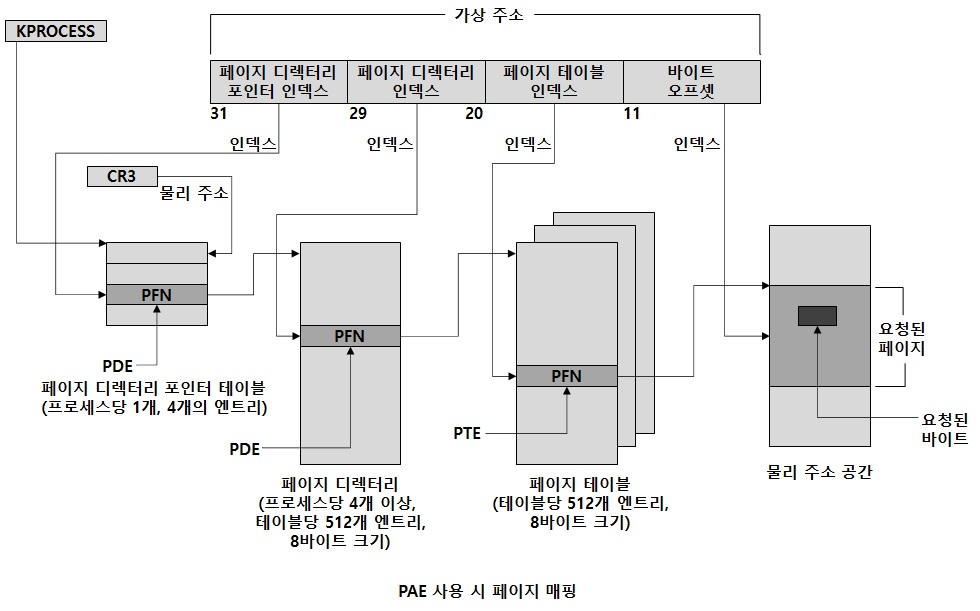 가상 주소
KPROCESS
페이지 디렉터리
포인터 인덱스
페이지 디렉터리
인덱스
페이지 테이블
인덱스
바이트
오프셋
31
29
20
11
인덱스
인덱스
인덱스
인덱스
CR3
물리 주소
PFN
PFN
PFN
요청된
페이지
PDE
페이지 디렉터리 포인터 테이블
(프로세스당 1개, 4개의 엔트리)
PDE
PTE
요청된
바이트
페이지 디렉터리
(프로세스당 4개 이상,
테이블당 512개 엔트리,
8바이트 크기)
페이지 테이블
(테이블당 512개 엔트리,
8바이트 크기)
물리 주소 공간
PAE 사용 시 페이지 매핑